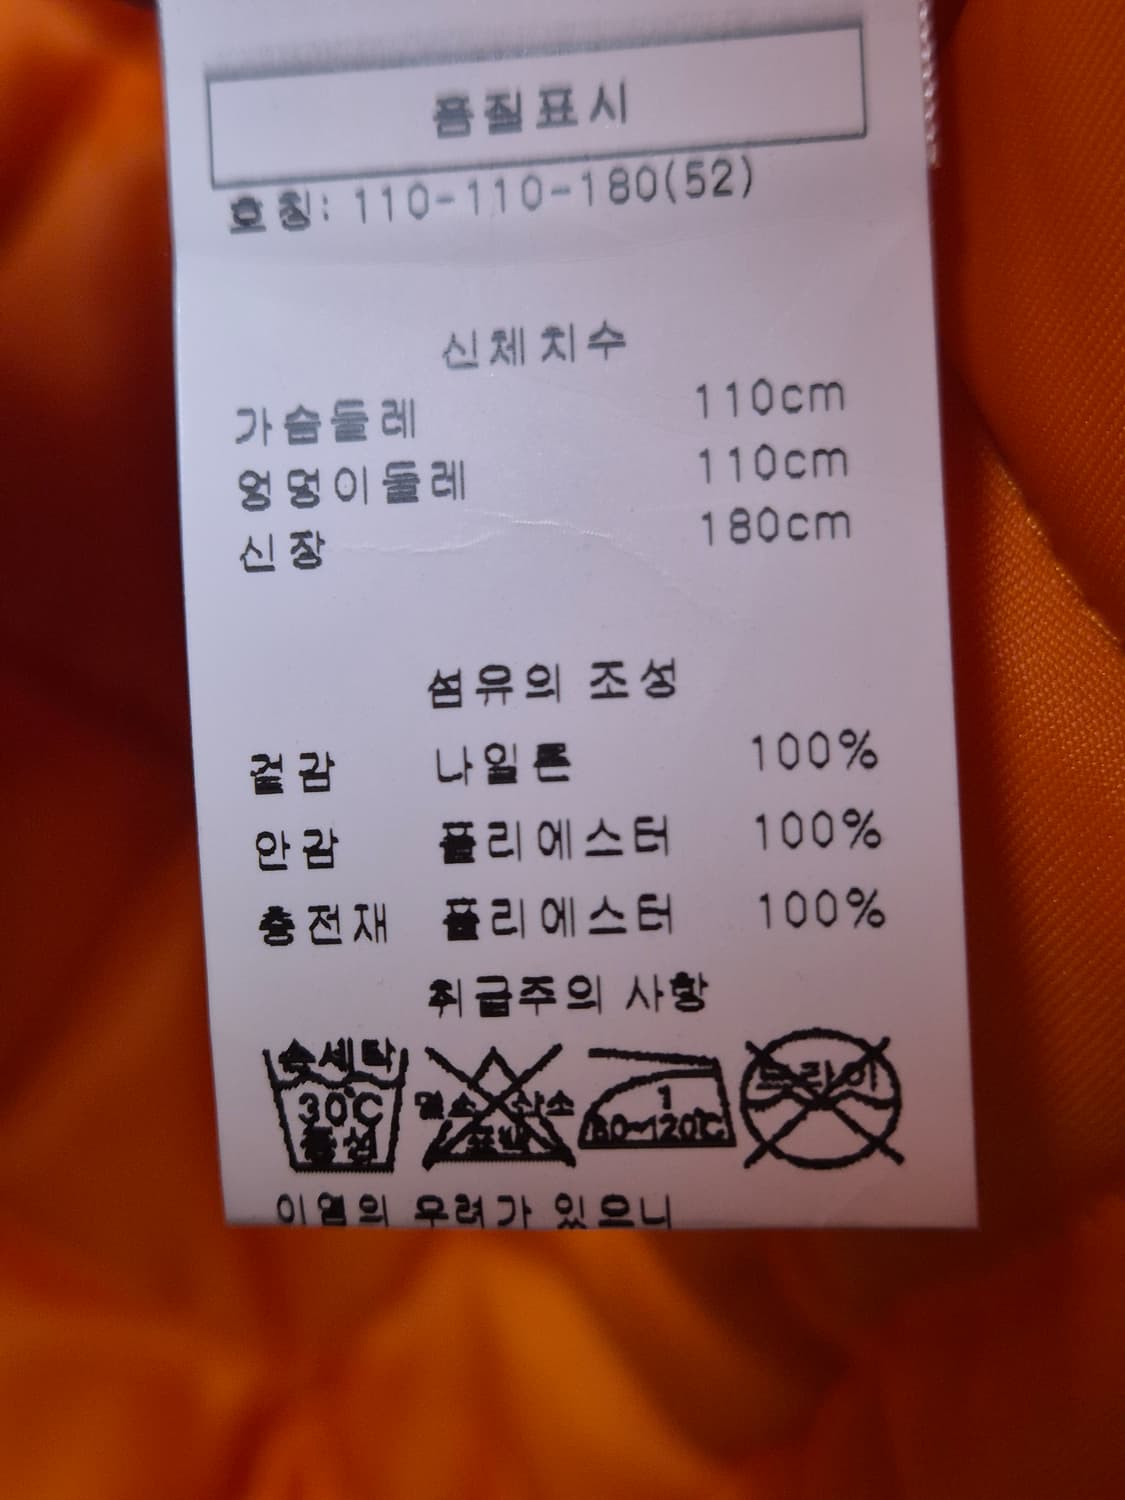 품질표시
호칭: 110-110-180(52)
신체치수
가슴둘레 110cm
엉덩이둘레 110cm
신장 180cm
섬유의 조성
겉감 나일론 100%
안감 폴리에스터 100%
충전재 폴리에스터 100%
취급주의 사항
손세탁
30℃
중성
염소 산소
표백
1
80~120℃
드라이
이염의 우려가 있으니